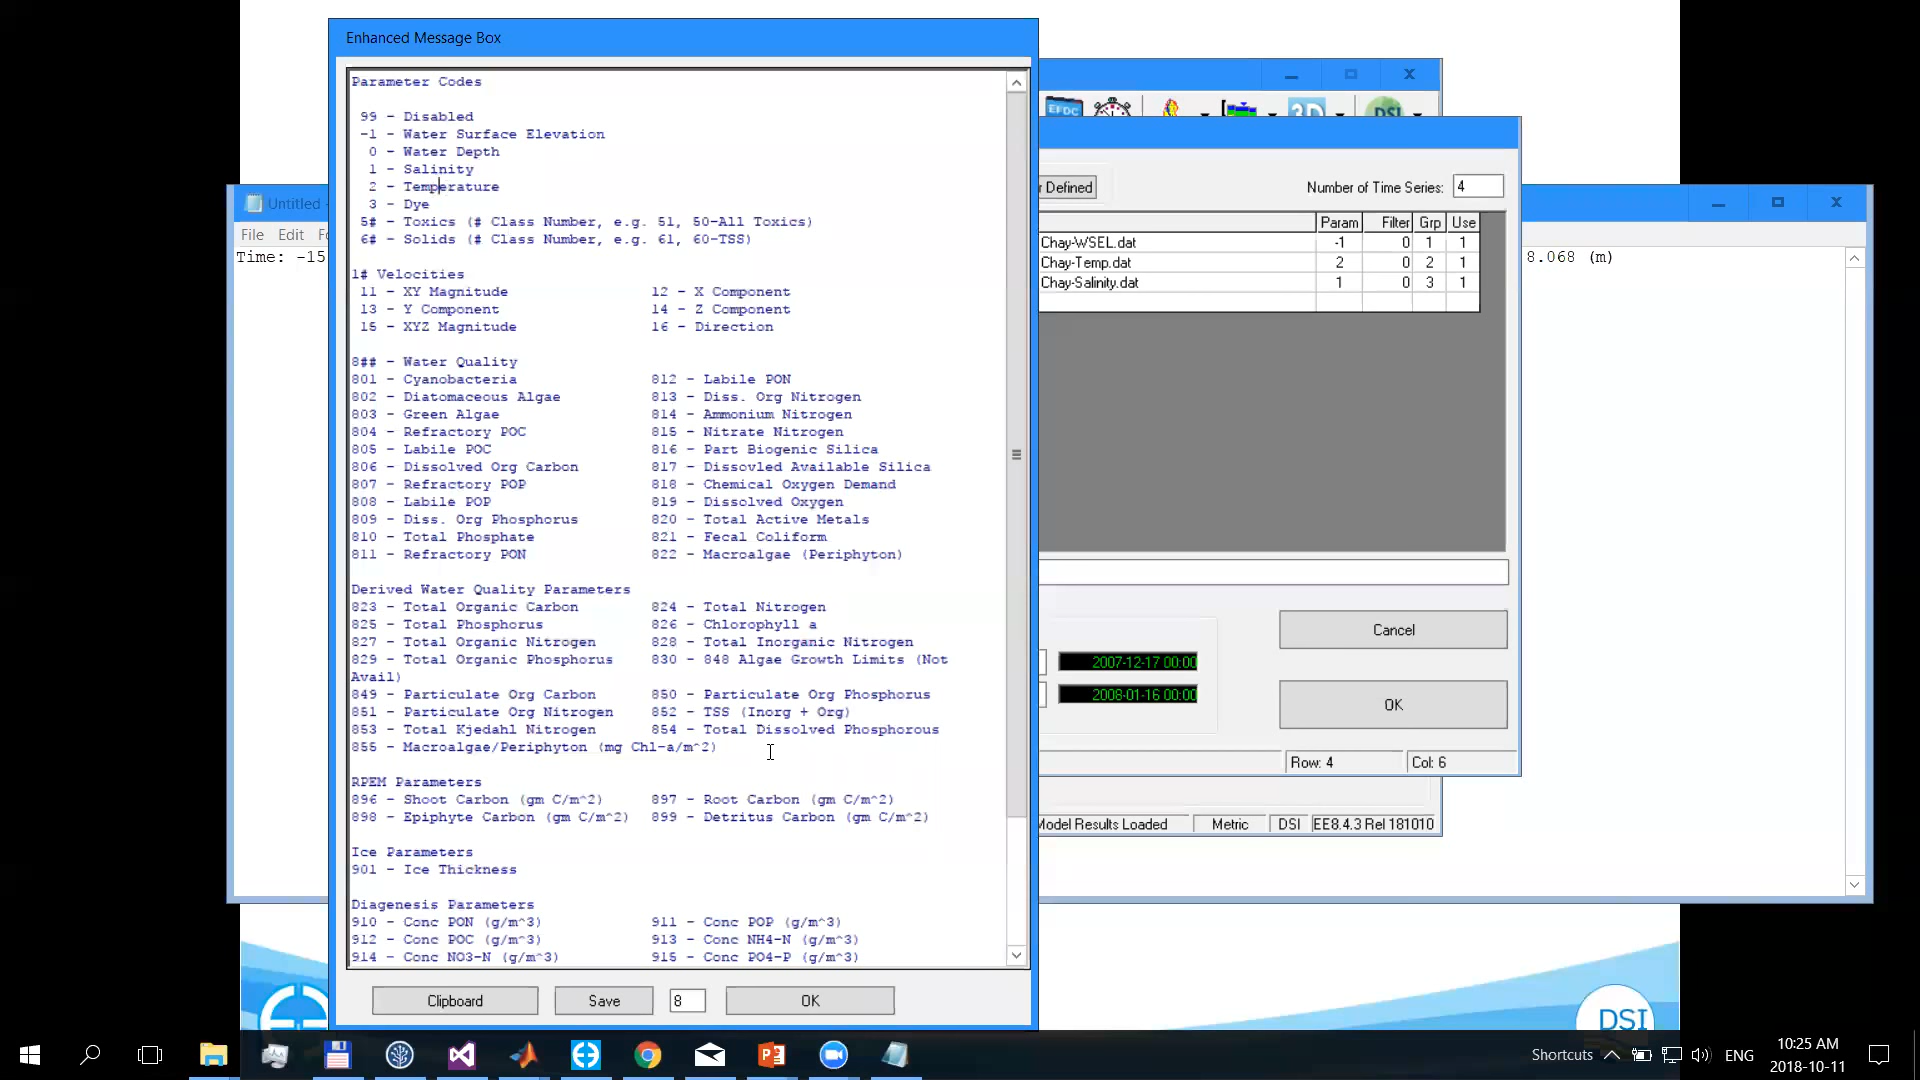 Enhanced Message Box
Parameter Codes
99 - Disabled
-1 - Water Surface Elevation
0 - Water Depth
1 - Salinity
2 - Temperature
3 - Dye
5# - Toxics (# Class Number, e.g. 51, 50-All Toxics)
6# - Solids (# Class Number, e.g. 61, 60-TSS)
1# Velocities
11 - XY Magnitude 12 - X Component
13 - Y Component 14 - Z Component
15 - XYZ Magnitude 16 - Direction
8## - Water Quality
801 - Cyanobacteria 812 - Labile PON
802 - Diatomaceous Algae 813 - Diss. Org Nitrogen
803 - Green Algae 814 - Ammonium Nitrogen
804 - Refractory POC 815 - Nitrate Nitrogen
805 - Labile POC 816 - Part Biogenic Silica
806 - Dissolved Org Carbon 817 - Dissovled Available Silica
807 - Refractory POP 818 - Chemical Oxygen Demand
808 - Labile POP 819 - Dissolved Oxygen
809 - Diss. Org Phosphorus 820 - Total Active Metals
810 - Total Phosphate 821 - Fecal Coliform
811 - Refractory PON 822 - Macroalgae (Periphyton)
Derived Water Quality Parameters
823 - Total Organic Carbon 824 - Total Nitrogen
825 - Total Phosphorus 826 - Chlorophyll a
827 - Total Organic Nitrogen 828 - Total Inorganic Nitrogen
829 - Total Organic Phosphorus 830 - 848 Algae Growth Limits (Not
Avail)
849 - Particulate Org Carbon 850 - Particulate Org Phosphorus
851 - Particulate Org Nitrogen 852 - TSS (Inorg + Org)
853 - Total Kjedahl Nitrogen 854 - Total Dissolved Phosphorous
855 - Macroalgae/Periphyton (mg Chl-a/m^2)
RPEM Parameters
896 - Shoot Carbon (gm C/m^2) 897 - Root Carbon (gm C/m^2)
898 - Epiphyte Carbon (gm C/m^2) 899 - Detritus Carbon (gm C/m^2)
Ice Parameters
901 - Ice Thickness
Diagenesis Parameters
910 - Conc PON (g/m^3) 911 - Conc POP (g/m^3)
912 - Conc POC (g/m^3) 913 - Conc NH4-N (g/m^3)
914 - Conc NO3-N (g/m^3) 915 - Conc PO4-P (g/m^3)
Clipboard Save 8 OK
EFDC 3D DSI
r Defined Number of Time Series: 4
Param Filter Grp Use
Chay-WSEL.dat -1 0 1 1
Chay-Temp.dat 2 0 2 1
Chay-Salinity.dat 1 0 3 1
2007-12-17 00:00
2008-01-16 00:00
Cancel
OK
Row: 4 Col: 6
Model Results Loaded Metric DSI EE8.4.3 Rel 181010
Untitled -
File Edit Fo
Time: -15
8.068 (m)
DSI
Shortcuts ENG 10:25 AM
2018-10-11